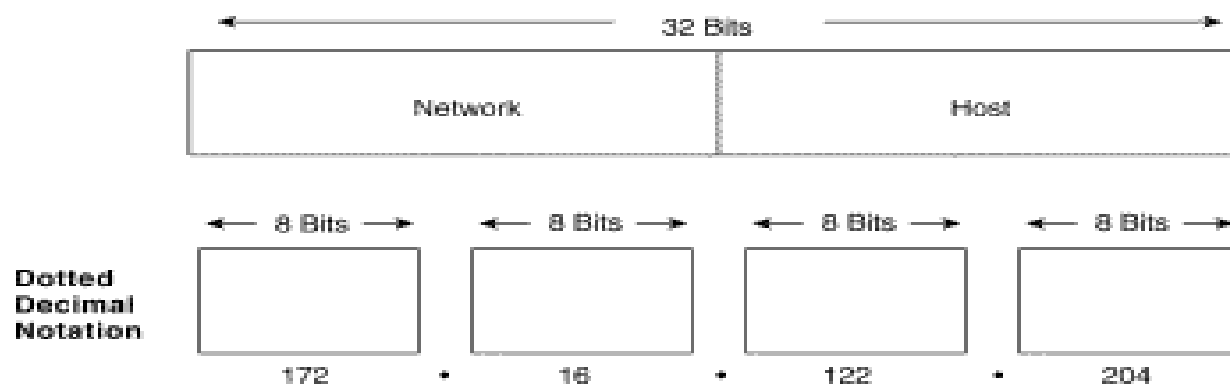 32 Bits
Network Host
8 Bits 8 Bits 8 Bits 8 Bits
Dotted
Decimal
Notation
172 • 16 • 122 • 204